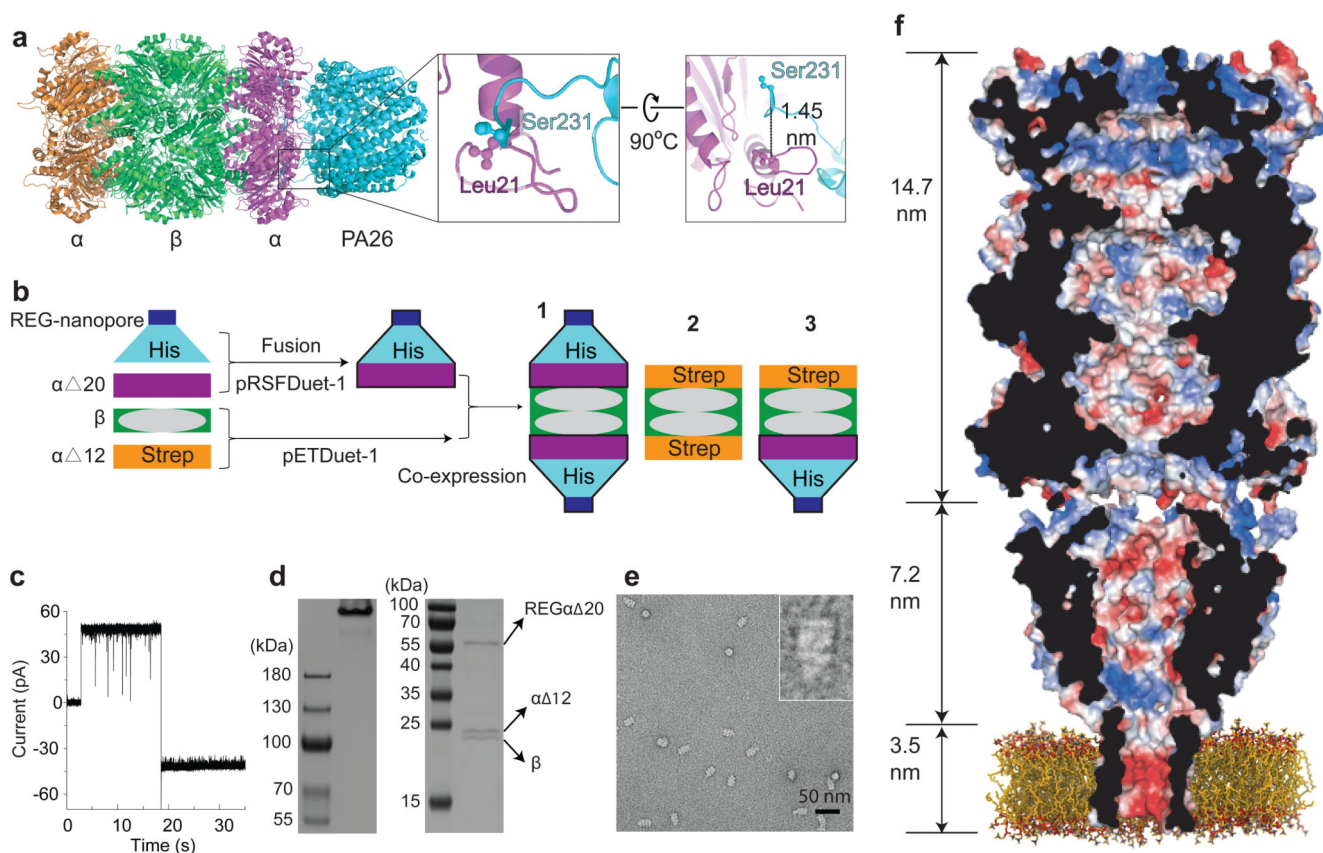 a
α
β
α
PA26
Ser231
Leu21
90°C
Ser231
1.45
nm
Leu21
b
REG-nanopore
His
α△20
β
α△12
Strep
Fusion
pRSFDuet-1
pETDuet-1
His
Co-expression
1
His
His
2
Strep
Strep
3
Strep
His
c
Current (pA)
60
30
0
-30
-60
0
10
20
30
Time (s)
d
(kDa)
180
130
100
70
55
(kDa)
100
70
55
40
35
25
15
REGαΔ20
αΔ12
β
e
50 nm
f
14.7
nm
7.2
nm
3.5
nm